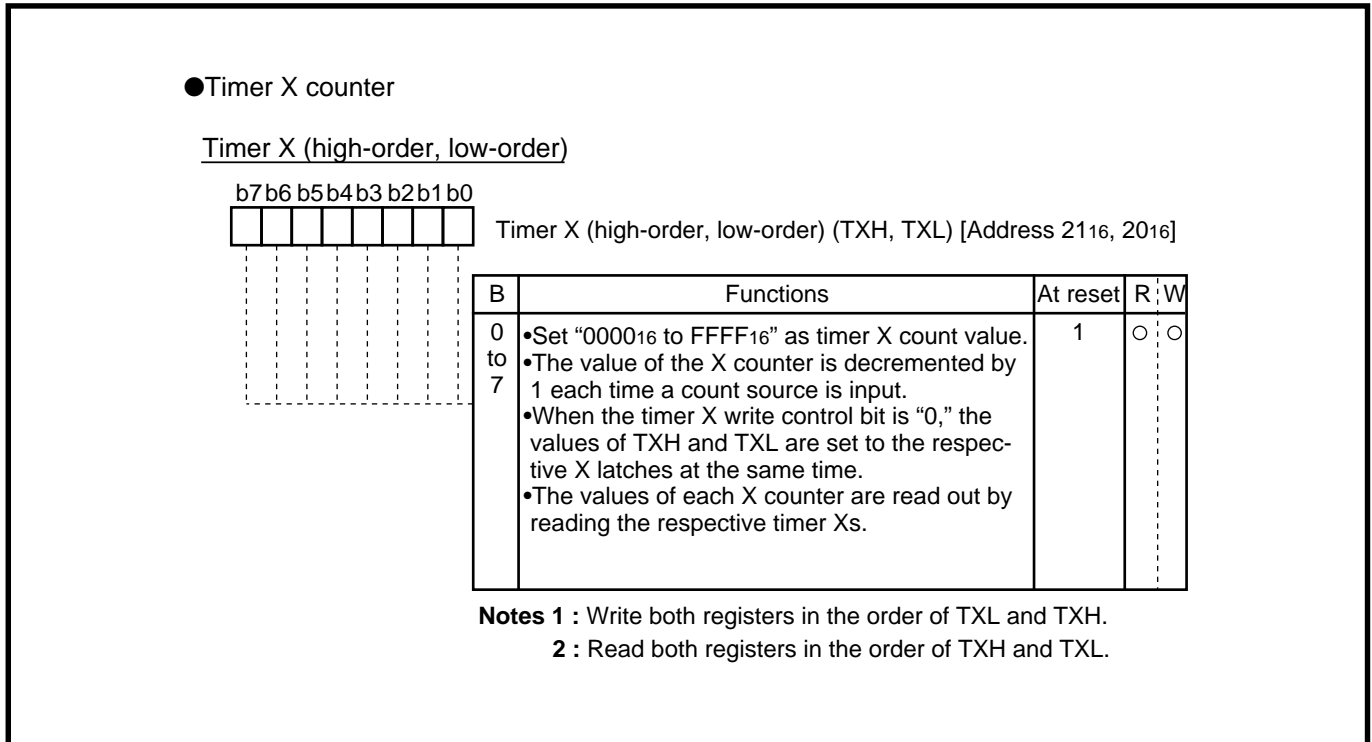 ●Timer X counter
Timer X (high-order, low-order)
b7 b6 b5 b4 b3 b2 b1 b0
Timer X (high-order, low-order) (TXH, TXL) [Address 2116, 2016]
B Functions At reset R W
0 •Set “000016 to FFFF16” as timer X count value. 1 ○ ○
to •The value of the X counter is decremented by
7 1 each time a count source is input.
•When the timer X write control bit is “0,” the
values of TXH and TXL are set to the respec-
tive X latches at the same time.
•The values of each X counter are read out by
reading the respective timer Xs.
Notes 1 : Write both registers in the order of TXL and TXH.
2 : Read both registers in the order of TXH and TXL.